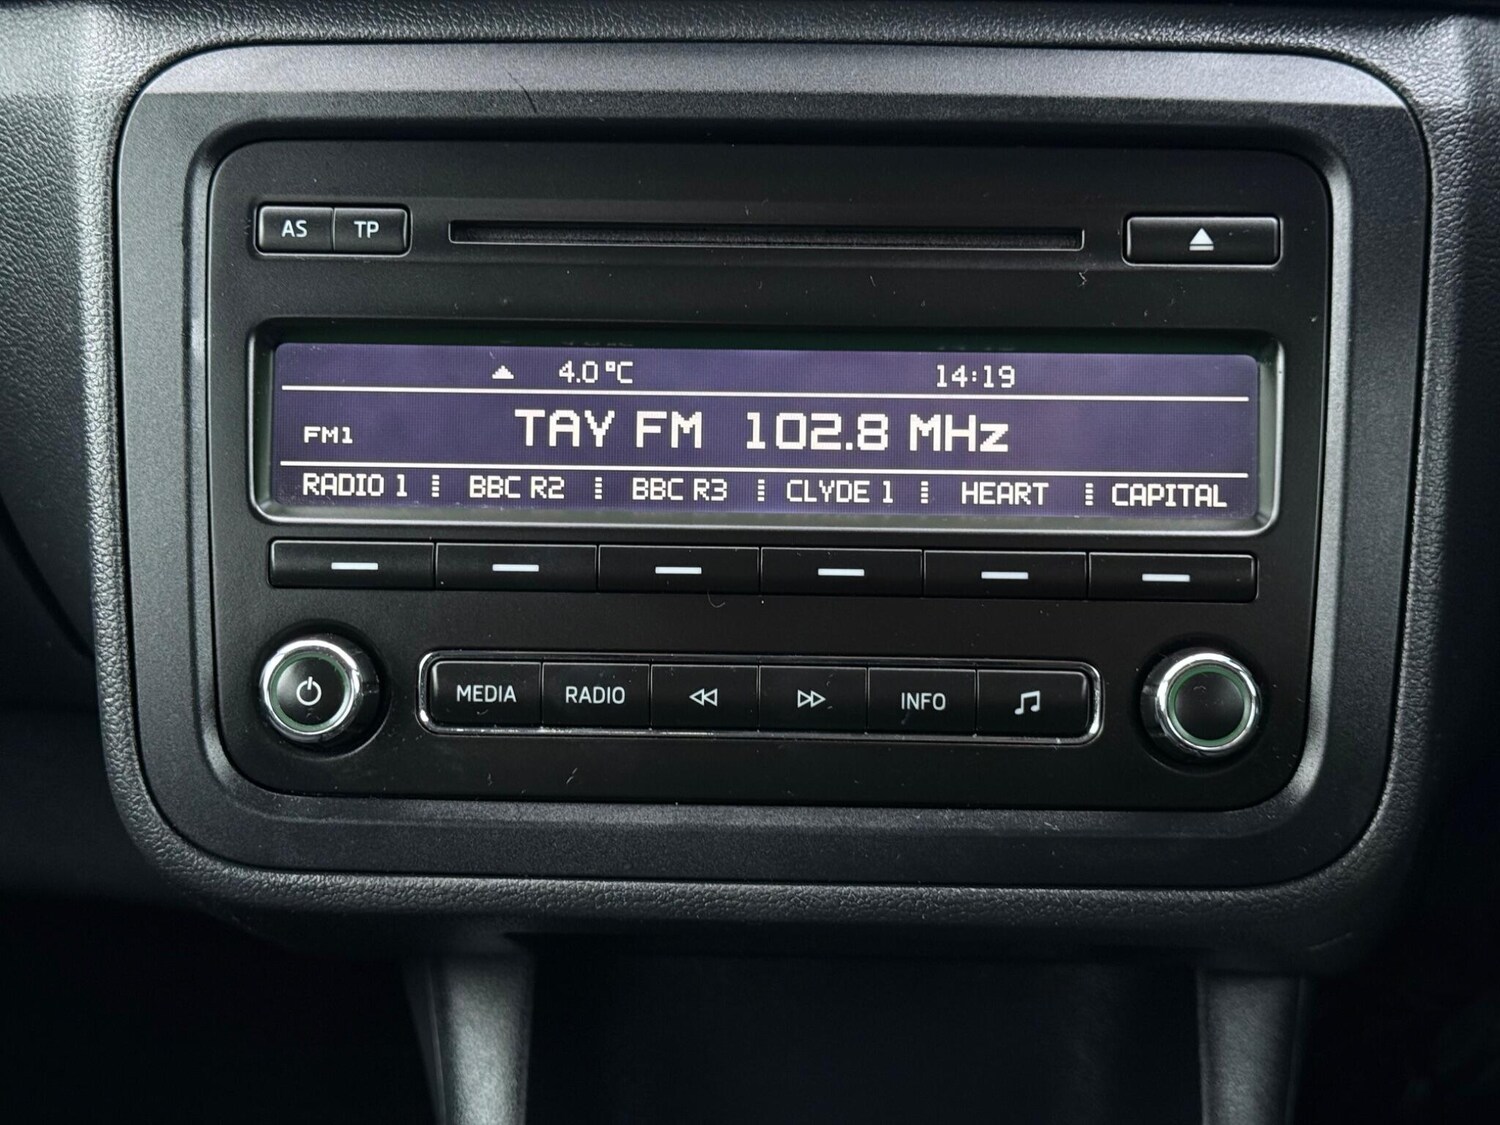 AS TP
4.0°C 14:19
FM1 TAY FM 102.8 MHz
RADIO 1 BBC R2 BBC R3 CLYDE 1 HEART CAPITAL
MEDIA RADIO INFO